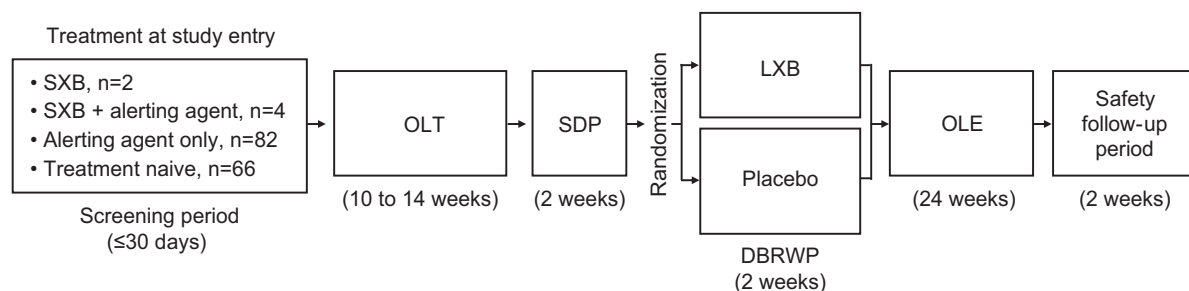 Treatment at study entry
• SXB, n=2
• SXB + alerting agent, n=4
• Alerting agent only, n=82
• Treatment naive, n=66
Screening period
(≤30 days)
OLT
(10 to 14 weeks)
SDP
(2 weeks)
Randomization
LXB
Placebo
DBRWP
(2 weeks)
OLE
(24 weeks)
Safety
follow-up
period
(2 weeks)